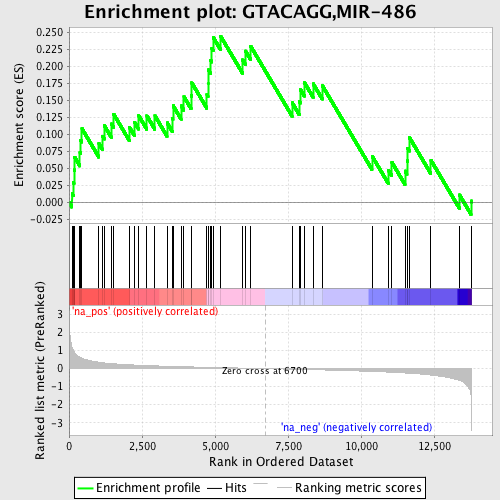 Enrichment plot: GTACAGG,MIR-486
Enrichment score (ES)
0.250
0.225
0.200
0.175
0.150
0.125
0.100
0.075
0.050
0.025
0.000
-0.025
'na_pos' (positively correlated)
Ranked list metric (PreRanked)
3
2
1
0
-1
-2
-3
Zero cross at 6700
'na_neg' (negatively correlated)
0
2,500
5,000
7,500
10,000
12,500
Rank in Ordered Dataset
Enrichment profile
Hits
Ranking metric scores